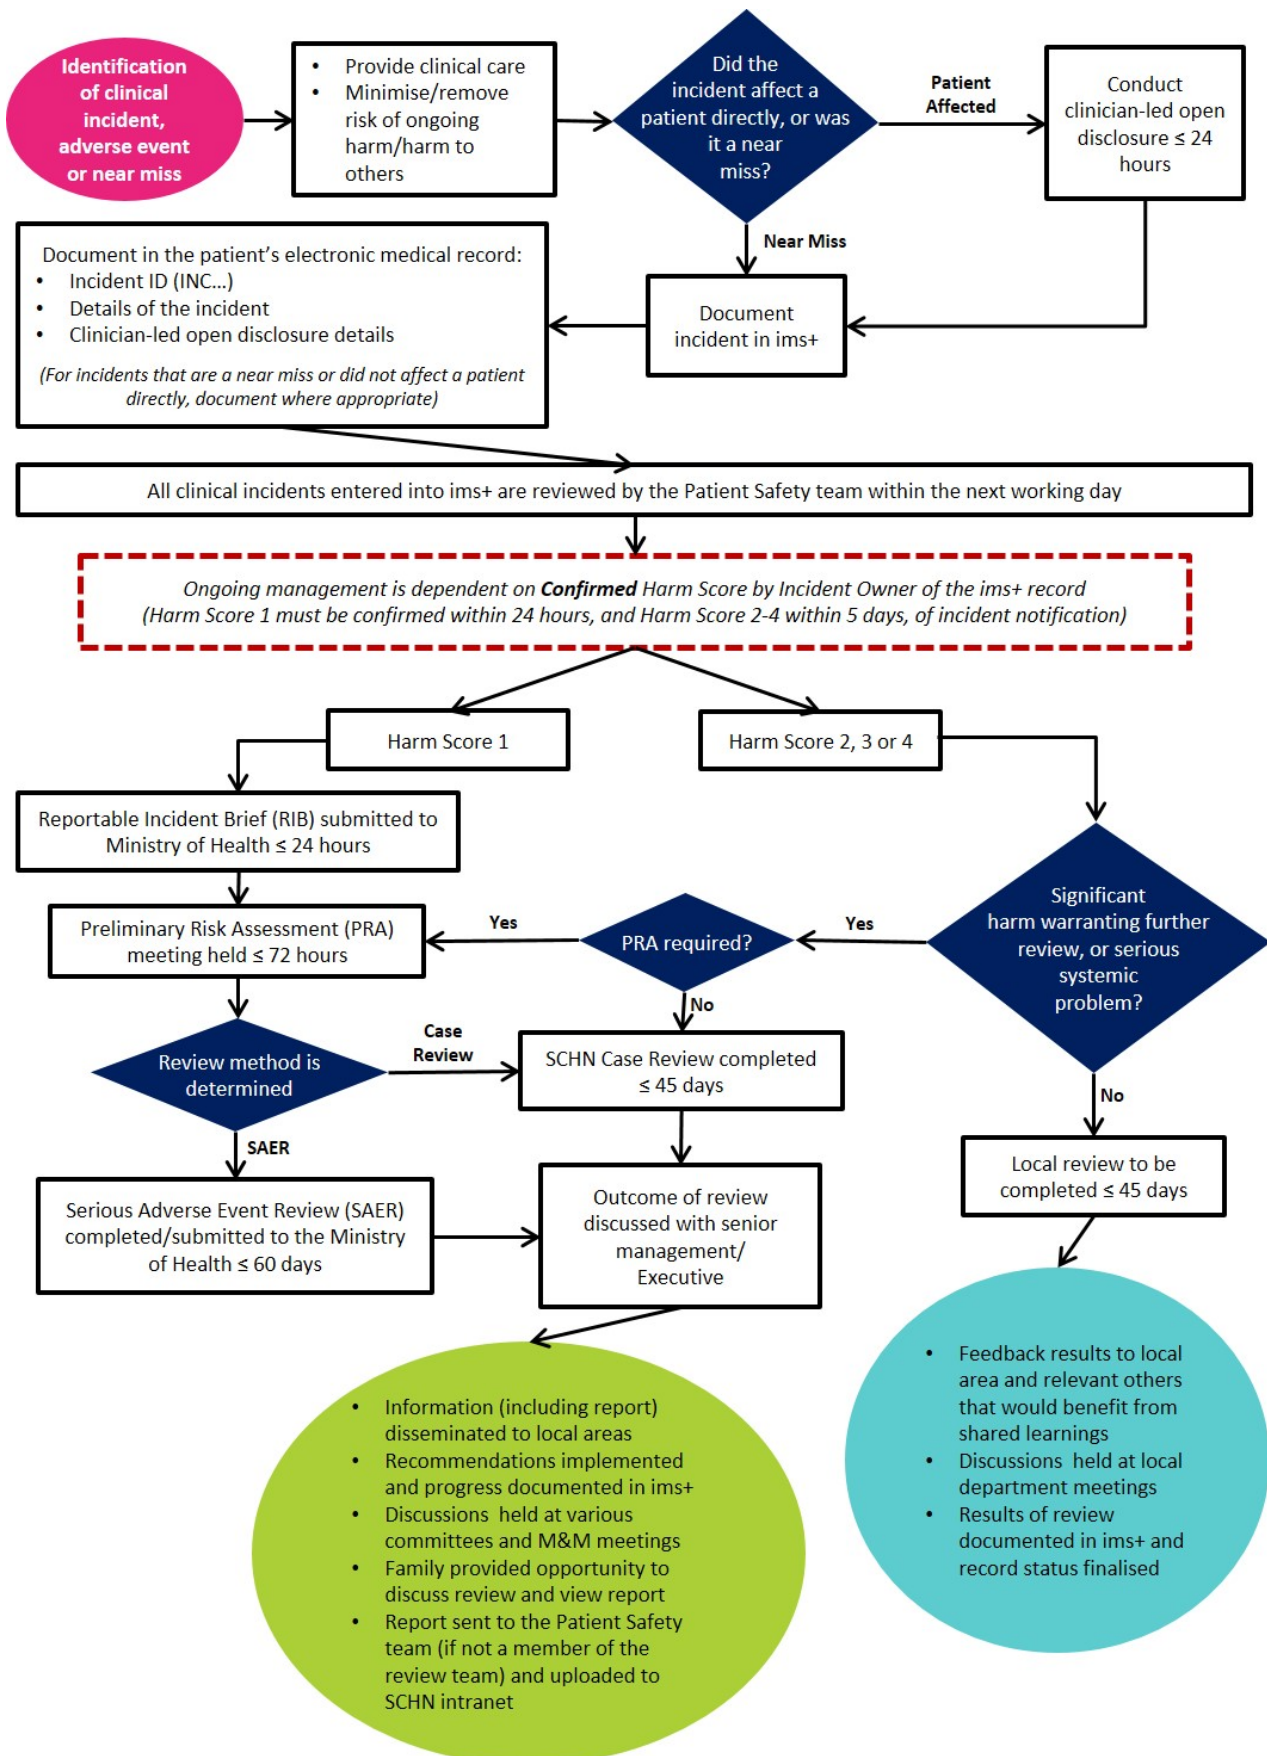 Identification
of clinical
incident,
adverse event
or near miss
• Provide clinical care
• Minimise/remove
risk of ongoing
harm/harm to
others
Did the
incident affect a
patient directly, or was
it a near
miss?
Patient
Affected
Conduct
clinician-led open
disclosure ≤ 24
hours
Near Miss
Document
incident in ims+
Document in the patient’s electronic medical record:
• Incident ID (INC...)
• Details of the incident
• Clinician-led open disclosure details
(For incidents that are a near miss or did not affect a patient
directly, document where appropriate)
All clinical incidents entered into ims+ are reviewed by the Patient Safety team within the next working day
Ongoing management is dependent on Confirmed Harm Score by Incident Owner of the ims+ record
(Harm Score 1 must be confirmed within 24 hours, and Harm Score 2-4 within 5 days, of incident notification)
Harm Score 1
Harm Score 2, 3 or 4
Reportable Incident Brief (RIB) submitted to
Ministry of Health ≤ 24 hours
Significant
harm warranting further
review, or serious
systemic
problem?
Yes
PRA required?
Yes
Preliminary Risk Assessment (PRA)
meeting held ≤ 72 hours
No
Review method is
determined
Case
Review
SCHN Case Review completed
≤ 45 days
No
SAER
Serious Adverse Event Review (SAER)
completed/submitted to the Ministry
of Health ≤ 60 days
Outcome of review
discussed with senior
management/
Executive
Local review to be
completed ≤ 45 days
• Information (including report)
disseminated to local areas
• Recommendations implemented
and progress documented in ims+
• Discussions held at various
committees and M&M meetings
• Family provided opportunity to
discuss review and view report
• Report sent to the Patient Safety
team (if not a member of the
review team) and uploaded to
SCHN intranet
• Feedback results to local
area and relevant others
that would benefit from
shared learnings
• Discussions held at local
department meetings
• Results of review
documented in ims+ and
record status finalised